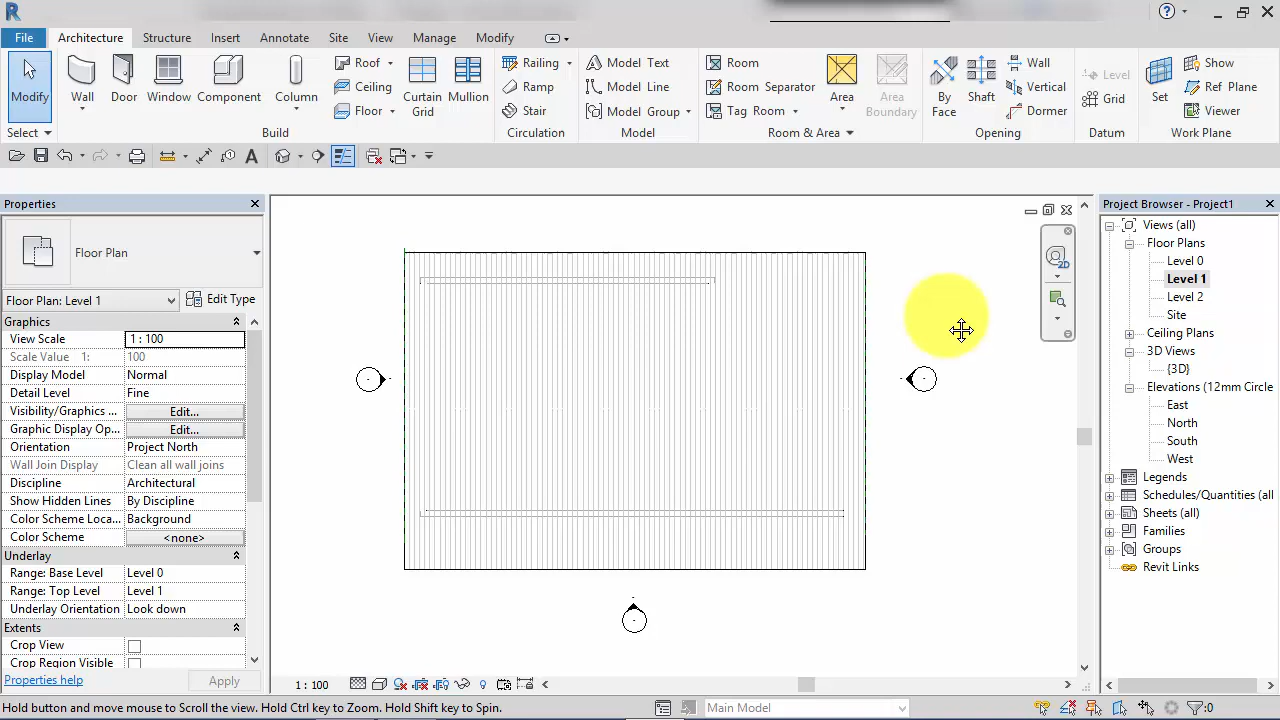 File Architecture Structure Insert Annotate Site View Manage Modify
Modify Wall Door Window Component Column Roof Ceiling Floor Curtain Grid Mullion Railing Ramp Stair Model Text Model Line Model Group Room Room Separator Tag Room Area Area Boundary By Face Shaft Wall Vertical Dormer Level Grid Set Show Ref Plane Viewer
Select Build Circulation Model Room & Area Opening Datum Work Plane
Properties
Floor Plan
Floor Plan: Level 1 Edit Type
Graphics
View Scale 1 : 100
Scale Value 1: 100
Display Model Normal
Detail Level Fine
Visibility/Graphics ... Edit...
Graphic Display Op... Edit...
Orientation Project North
Wall Join Display Clean all wall joins
Discipline Architectural
Show Hidden Lines By Discipline
Color Scheme Loca... Background
Color Scheme <none>
Underlay
Range: Base Level Level 0
Range: Top Level Level 1
Underlay Orientation Look down
Extents
Crop View
Crop Region Visible
Properties help Apply
2D
Project Browser - Project1
Views (all)
Floor Plans
Level 0
Level 1
Level 2
Site
Ceiling Plans
3D Views
{3D}
Elevations (12mm Circle
East
North
South
West
Legends
Schedules/Quantities (all
Sheets (all)
Families
Groups
Revit Links
1 : 100
Hold button and move mouse to Scroll the view. Hold Ctrl key to Zoom. Hold Shift key to Spin. Main Model :0